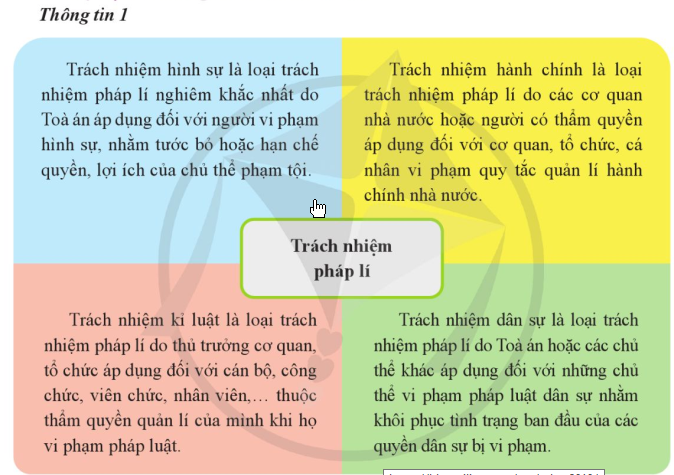 Thông tin 1
Trách nhiệm hình sự là loại trách
nhiệm pháp lí nghiêm khắc nhất do
Toà án áp dụng đối với người vi phạm
hình sự, nhằm tước bỏ hoặc hạn chế
quyền, lợi ích của chủ thể phạm tội.
Trách nhiệm hành chính là loại
trách nhiệm pháp lí do các cơ quan
nhà nước hoặc người có thẩm quyền
áp dụng đối với cơ quan, tổ chức, cá
nhân vi phạm quy tắc quản lí hành
chính nhà nước.
Trách nhiệm
pháp lí
Trách nhiệm kỉ luật là loại trách
nhiệm pháp lí do thủ trưởng cơ quan,
tổ chức áp dụng đối với cán bộ, công
chức, viên chức, nhân viên,… thuộc
thẩm quyền quản lí của mình khi họ
vi phạm pháp luật.
Trách nhiệm dân sự là loại trách
nhiệm pháp lí do Toà án hoặc các chủ
thể khác áp dụng đối với những chủ
thể vi phạm pháp luật dân sự nhằm
khôi phục tình trạng ban đầu của các
quyền dân sự bị vi phạm.